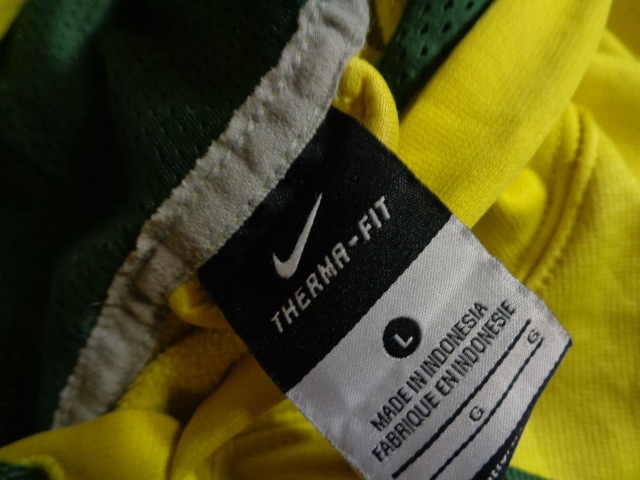 THERMA-FIT
L
MADE IN INDONESIA
FABRIQUE EN INDONESIE
G G